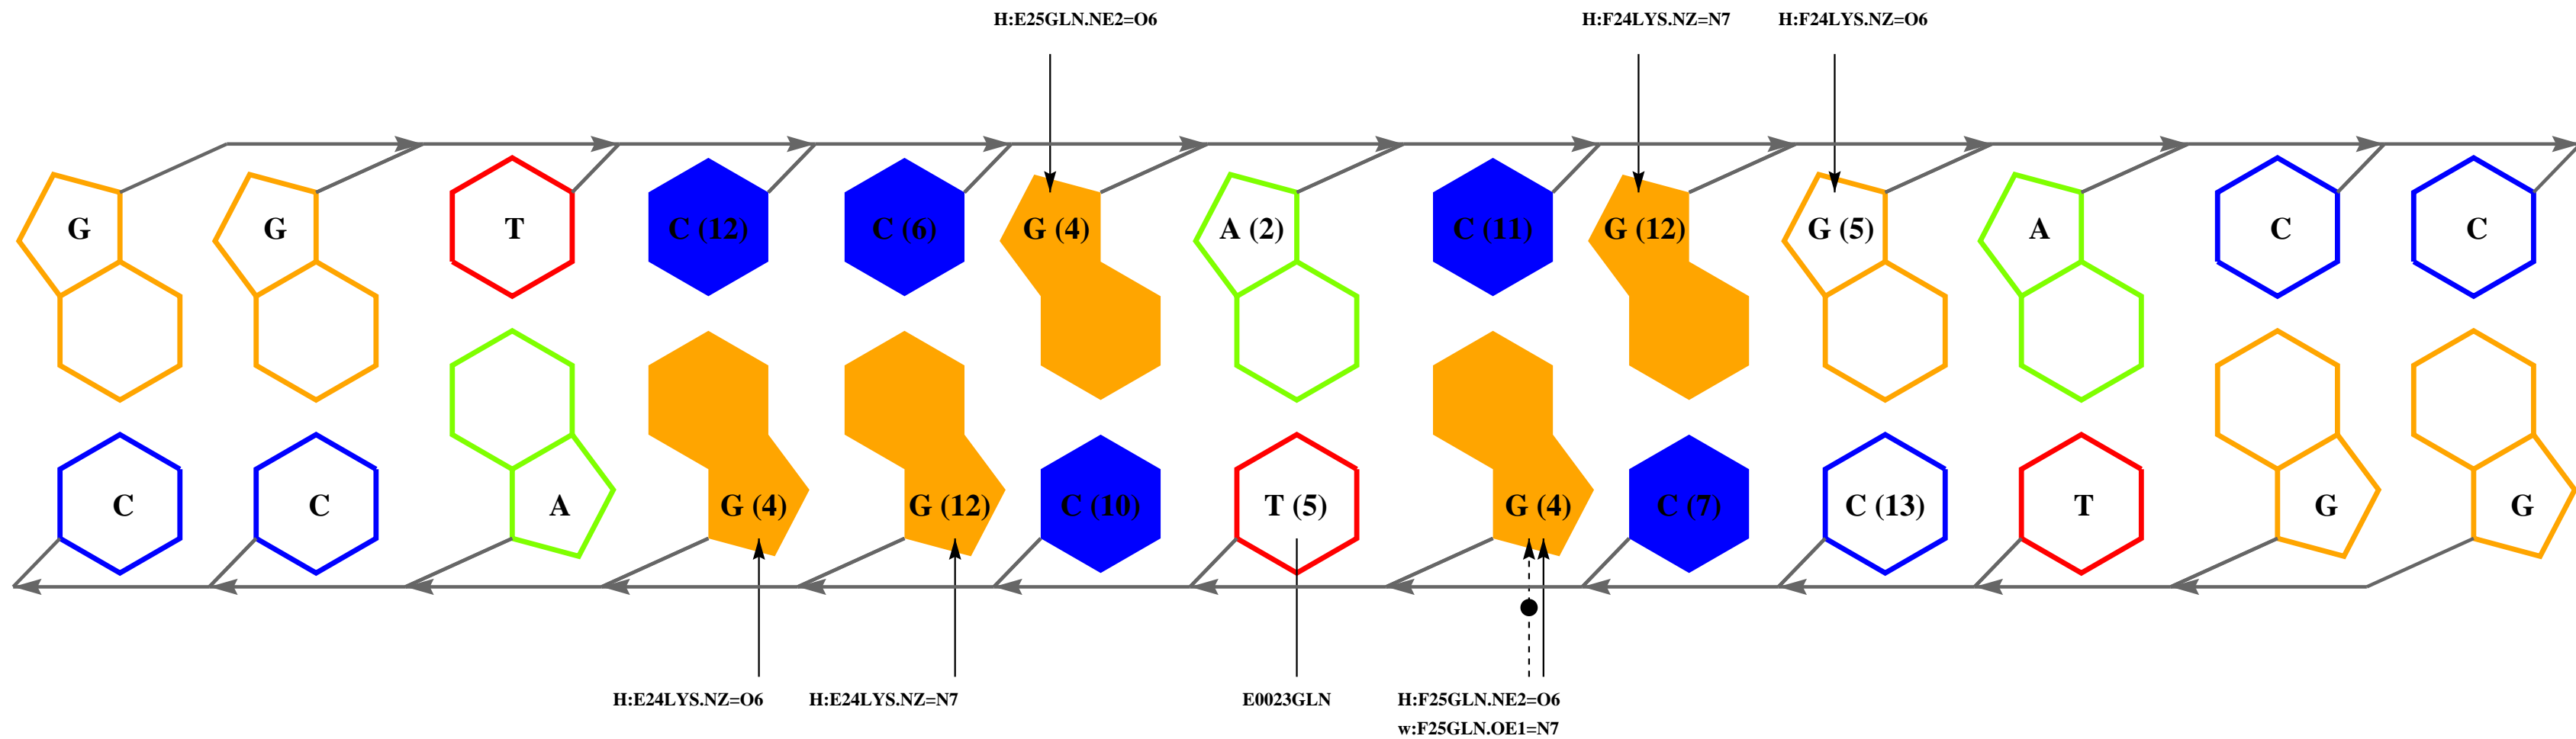 H:E25GLN.NE2=O6 H:F24LYS.NZ=N7 H:F24LYS.NZ=O6
G G T C (12) C (6) G (4) A (2) C (11) G (12) G (5) A C C
C C A G (4) G (12) C (10) T (5) G (4) C (7) C (13) T G G
H:E24LYS.NZ=O6 H:E24LYS.NZ=N7 E0023GLN H:F25GLN.NE2=O6
w:F25GLN.OE1=N7